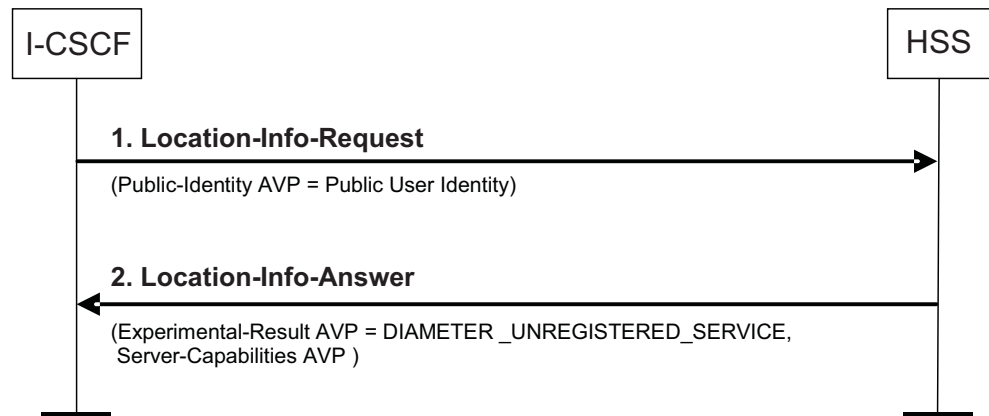 I-CSCF
HSS
1. Location-Info-Request
(Public-Identity AVP = Public User Identity)
2. Location-Info-Answer
(Experimental-Result AVP = DIAMETER _UNREGISTERED_SERVICE,
Server-Capabilities AVP )